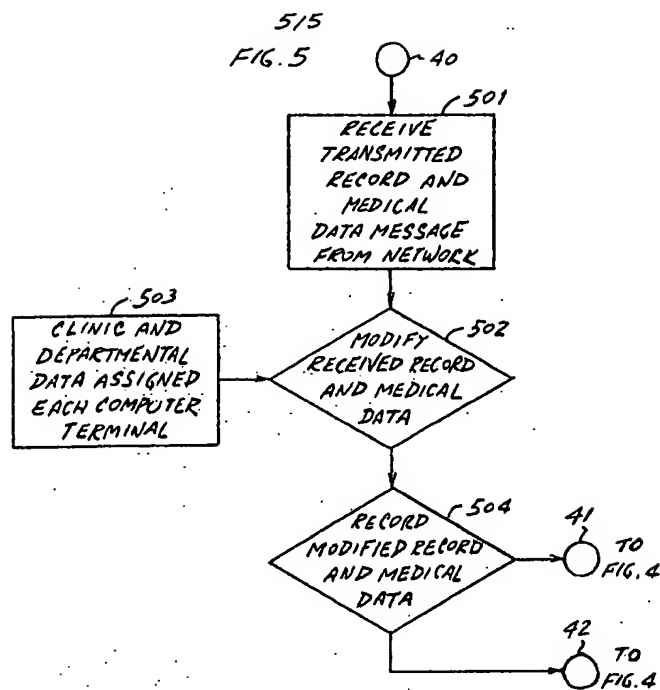 5/5
FIG. 5
40
501
RECEIVE
TRANSMITTED
RECORD AND
MEDICAL
DATA MESSAGE
FROM NETWORK
503
CLINIC AND
DEPARTMENTAL
DATA ASSIGNED
EACH COMPUTER
TERMINAL
502
MODIFY
RECEIVED RECORD
AND MEDICAL
DATA
504
RECORD
MODIFIED RECORD
AND MEDICAL
DATA
41
TO
FIG. 4
42
TO
FIG. 4